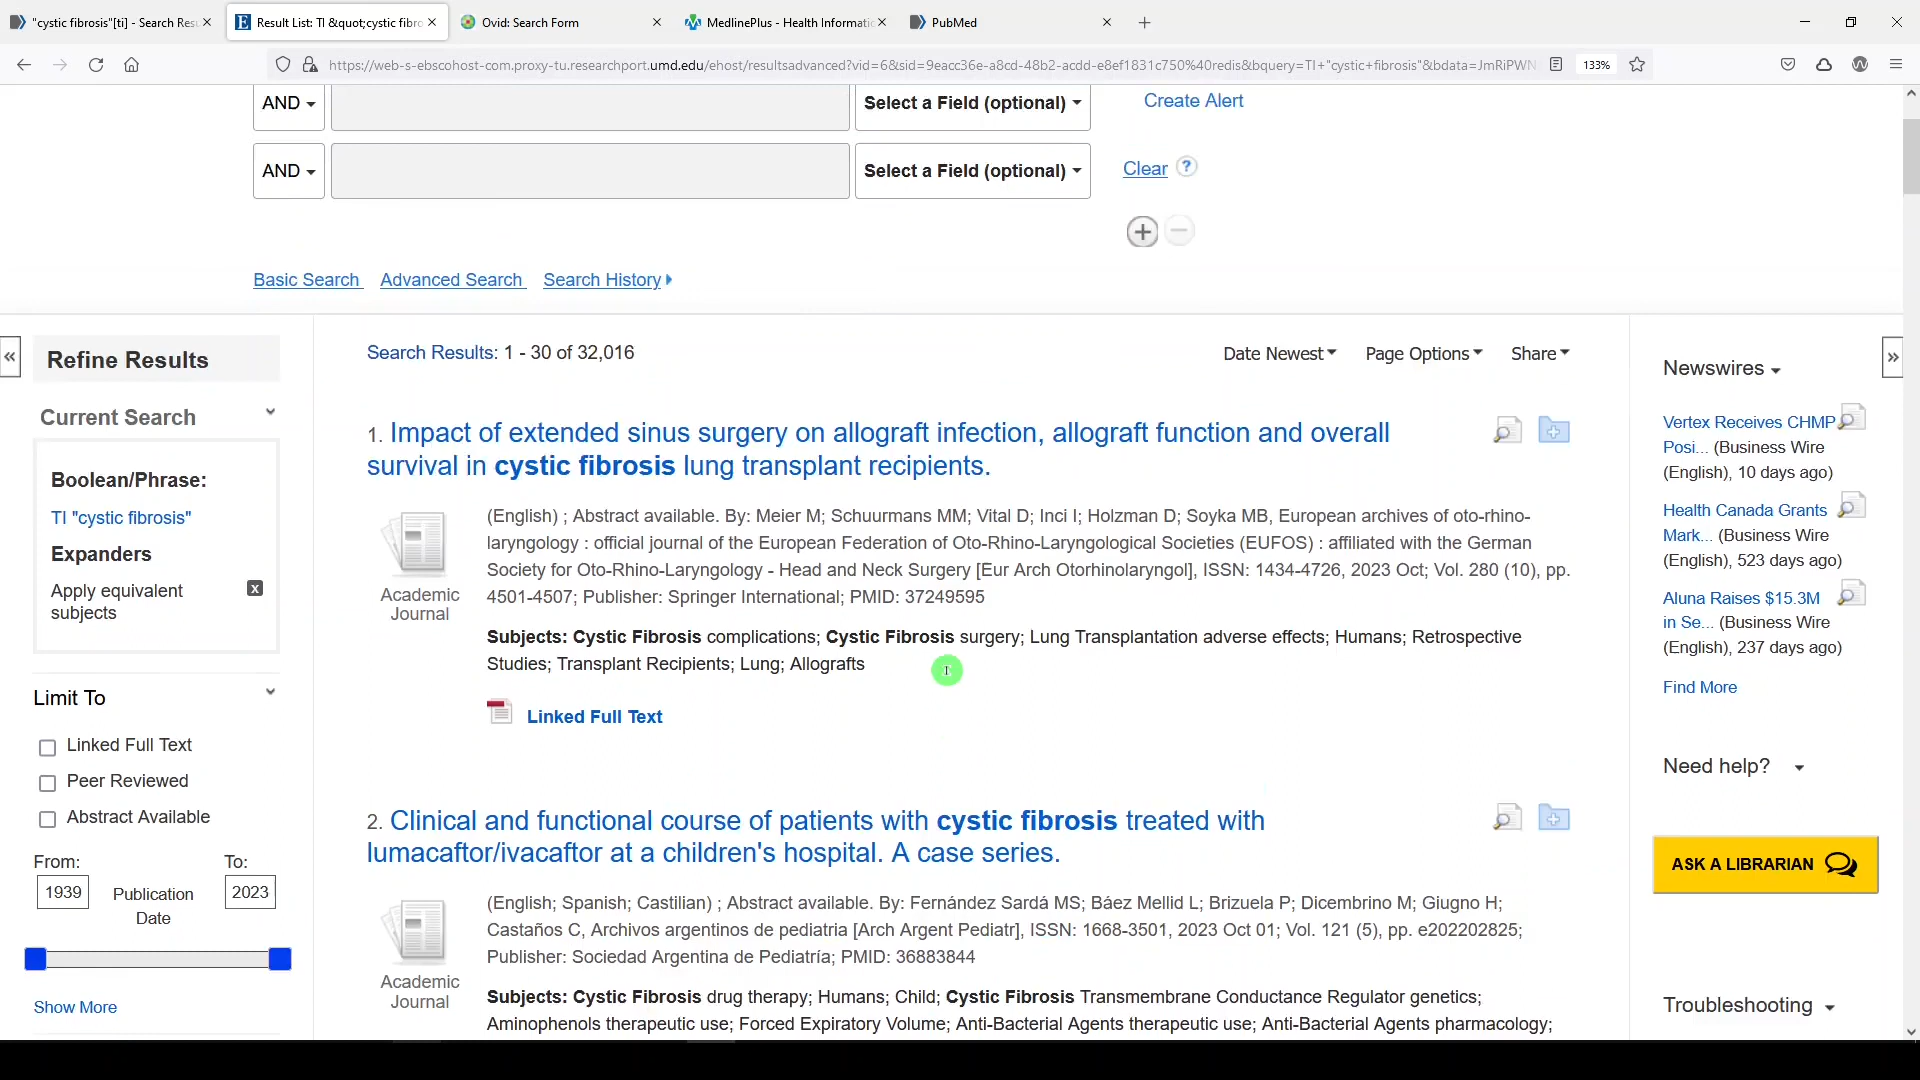 "cystic fibrosis"[ti] - Search Resu
Result List: TI &quot;cystic fibro
Ovid: Search Form
MedlinePlus - Health Informatic
PubMed
https://web-s-ebscohost-com.proxy-tu.researchport.umd.edu/ehost/resultsadvanced?vid=6&sid=9eacc36e-a8cd-48b2-acdd-e8ef1831c750%40redis&bquery=TI+"cystic+fibrosis"&bdata=JmRiPWN
133%
AND
Select a Field (optional)
Create Alert
AND
Select a Field (optional)
Clear
Basic Search
Advanced Search
Search History
Refine Results
Current Search
Boolean/Phrase:
TI "cystic fibrosis"
Expanders
Apply equivalent
subjects
Limit To
Linked Full Text
Peer Reviewed
Abstract Available
From:
To:
1939
Publication
Date
2023
Show More
Search Results: 1 - 30 of 32,016
Date Newest
Page Options
Share
1. Impact of extended sinus surgery on allograft infection, allograft function and overall
survival in cystic fibrosis lung transplant recipients.
Academic
Journal
(English) ; Abstract available. By: Meier M; Schuurmans MM; Vital D; Inci I; Holzman D; Soyka MB, European archives of oto-rhino-
laryngology : official journal of the European Federation of Oto-Rhino-Laryngological Societies (EUFOS) : affiliated with the German
Society for Oto-Rhino-Laryngology - Head and Neck Surgery [Eur Arch Otorhinolaryngol], ISSN: 1434-4726, 2023 Oct; Vol. 280 (10), pp.
4501-4507; Publisher: Springer International; PMID: 37249595
Subjects: Cystic Fibrosis complications; Cystic Fibrosis surgery; Lung Transplantation adverse effects; Humans; Retrospective
Studies; Transplant Recipients; Lung; Allografts
Linked Full Text
2. Clinical and functional course of patients with cystic fibrosis treated with
lumacaftor/ivacaftor at a children's hospital. A case series.
Academic
Journal
(English; Spanish; Castilian) ; Abstract available. By: Fernández Sardá MS; Báez Mellid L; Brizuela P; Dicembrino M; Giugno H;
Castaños C, Archivos argentinos de pediatria [Arch Argent Pediatr], ISSN: 1668-3501, 2023 Oct 01; Vol. 121 (5), pp. e202202825;
Publisher: Sociedad Argentina de Pediatría; PMID: 36883844
Subjects: Cystic Fibrosis drug therapy; Humans; Child; Cystic Fibrosis Transmembrane Conductance Regulator genetics;
Aminophenols therapeutic use; Forced Expiratory Volume; Anti-Bacterial Agents therapeutic use; Anti-Bacterial Agents pharmacology;
Newswires
Vertex Receives CHMP
Posi... (Business Wire
(English), 10 days ago)
Health Canada Grants
Mark... (Business Wire
(English), 523 days ago)
Aluna Raises $15.3M
in Se... (Business Wire
(English), 237 days ago)
Find More
Need help?
ASK A LIBRARIAN
Troubleshooting